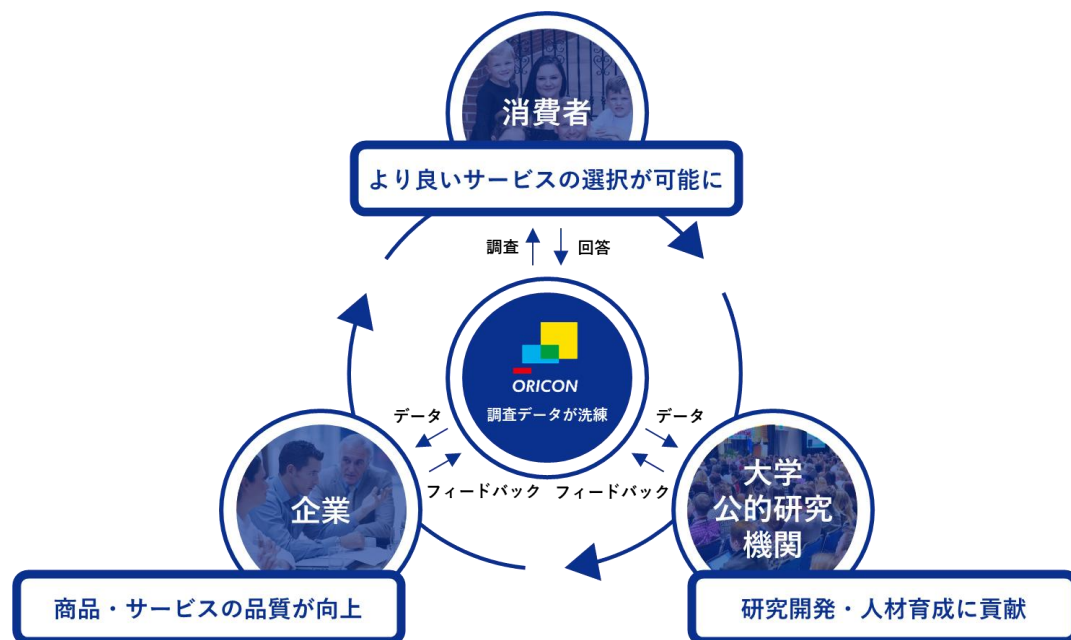 消費者
より良いサービスの選択が可能に
調査
回答
ORICON
調査データが洗練
データ
データ
フィードバック
フィードバック
企業
大学
公的研究
機関
商品・サービスの品質が向上
研究開発・人材育成に貢献